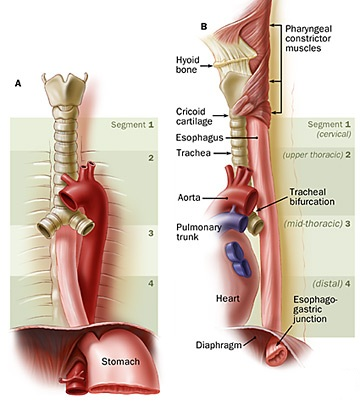 A
Segment 1
2
3
4
Stomach
B
Pharyngeal
constrictor
muscles
Hyoid
bone
Cricoid
cartilage
Esophagus
Trachea
Segment 1
(cervical)
(upper thoracic) 2
Aorta
Tracheal
bifurcation
Pulmonary
trunk
(mid-thoracic) 3
(distal) 4
Heart
Esophago-
gastric
junction
Diaphragm